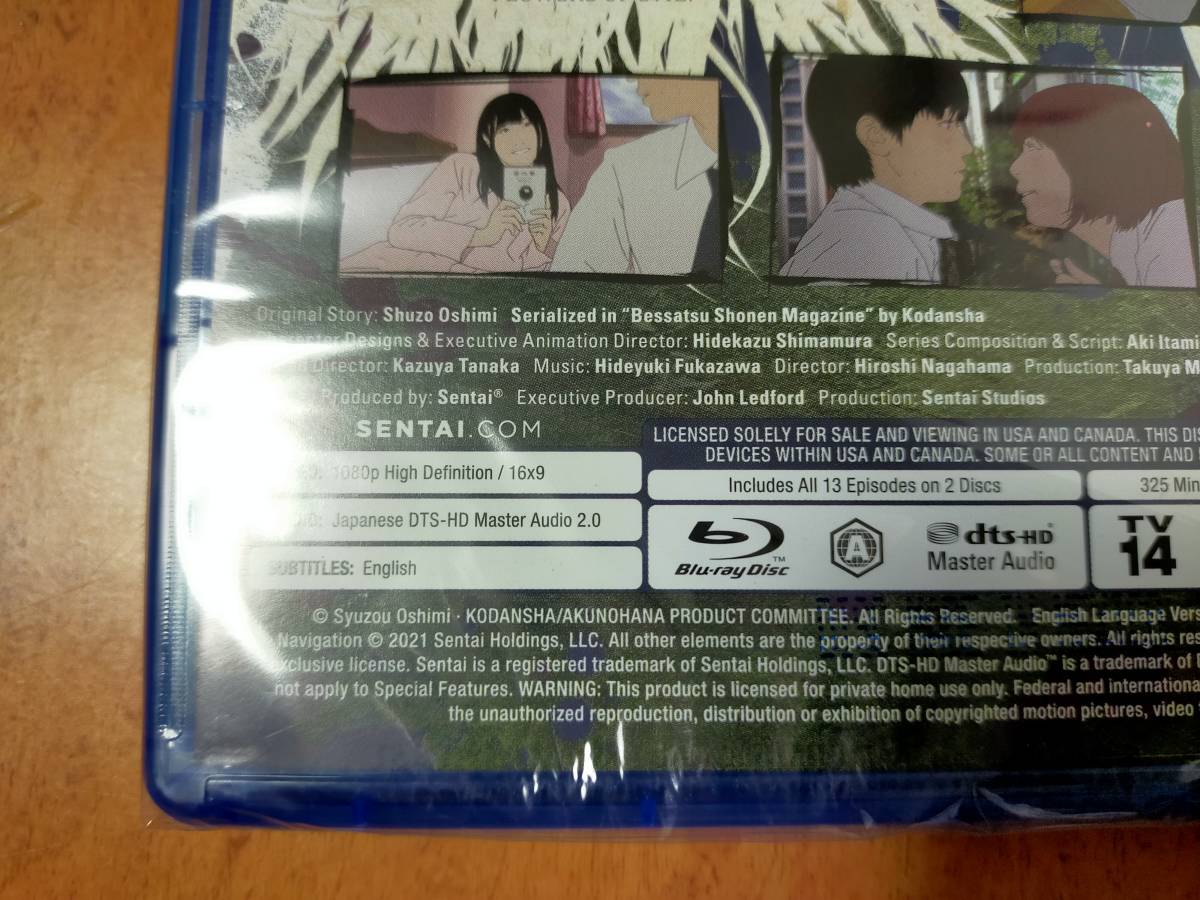 Original Story: Shuzo Oshimi Serialized in "Bessatsu Shonen Magazine" by Kodansha
Designs & Executive Animation Director: Hidekazu Shimamura Series Composition & Script: Aki Itami
Director: Kazuya Tanaka Music: Hideyuki Fukazawa Director: Hiroshi Nagahama Production: Takuya M
Produced by: Sentai® Executive Producer: John Ledford Production: Sentai Studios
SENTAI.COM
LICENSED SOLELY FOR SALE AND VIEWING IN USA AND CANADA. THIS DIS
DEVICES WITHIN USA AND CANADA. SOME OR ALL CONTENT AND
1080p High Definition / 16x9
Includes All 13 Episodes on 2 Discs
325 Min
Japanese DTS-HD Master Audio 2.0
Blu-ray Disc™
A
dts-HD
Master Audio
TV
14
SUBTITLES: English
© Syuzou Oshimi · KODANSHA/AKUNOHANA PRODUCT COMMITTEE. All Rights Reserved. English Language Vers
Navigation © 2021 Sentai Holdings, LLC. All other elements are the property of their respective owners. All rights res
exclusive license. Sentai is a registered trademark of Sentai Holdings, LLC. DTS-HD Master Audio™ is a trademark of
not apply to Special Features. WARNING: This product is licensed for private home use only. Federal and internationa
the unauthorized reproduction, distribution or exhibition of copyrighted motion pictures, video